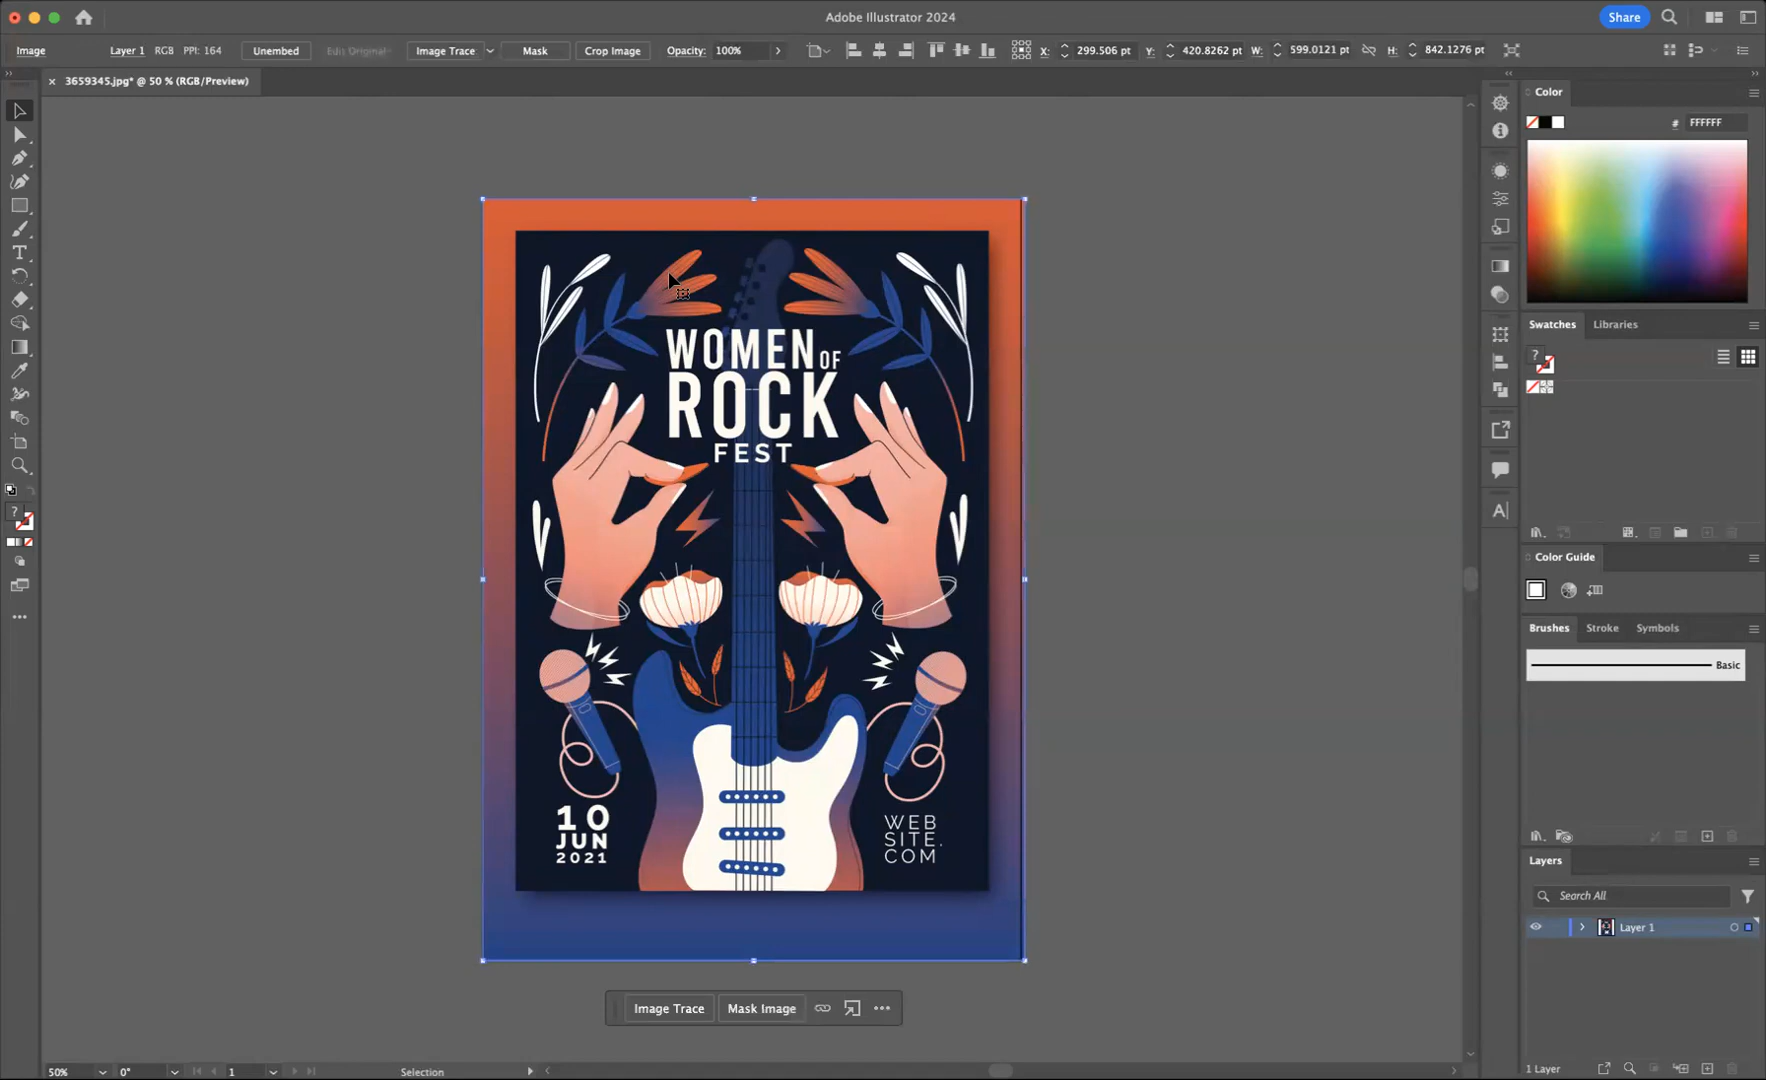 Adobe Illustrator 2024
Share
Image
Layer 1
RGB
PPI: 164
Unembed
Edit Original
Image Trace
Mask
Crop Image
Opacity:
100%
X:
299.506 pt
Y:
420.8262 pt
W:
599.0121 pt
H:
842.1276 pt
3659345.jpg* @ 50 % (RGB/Preview)
Color
# FFFFFF
Swatches
Libraries
?
Color Guide
Brushes
Stroke
Symbols
Basic
Layers
Search All
Layer 1
1 Layer
?
WOMEN OF
ROCK
FEST
10
JUN
2021
WEB
SITE.
COM
Image Trace
Mask Image
50%
0°
1
Selection